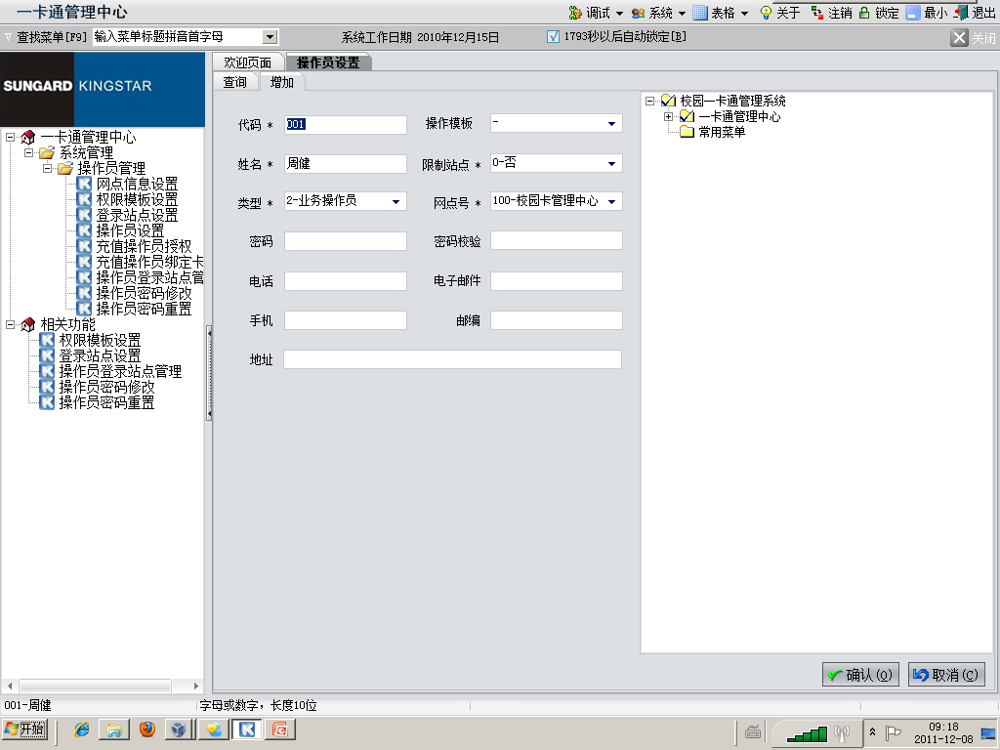 一卡通管理中心
调试 系统 表格 关于 注销 锁定 最小 退出
查找菜单[F9] 输入菜单标题拼音首字母 系统工作日期 2010年12月15日 1793秒以后自动锁定[B] 关闭
SUNGARD KINGSTAR
欢迎页面 操作员设置
查询 增加
一卡通管理中心
系统管理
操作员管理
网点信息设置
权限模板设置
登录站点设置
操作员设置
充值操作员授权
充值操作员绑定卡
操作员登录站点管
操作员密码修改
操作员密码重置
相关功能
权限模板设置
登录站点设置
操作员登录站点管理
操作员密码修改
操作员密码重置
代码 * 001 操作模板 -
姓名 * 周健 限制站点 * 0-否
类型 * 2-业务操作员 网点号 * 100-校园卡管理中心
密码 密码校验
电话 电子邮件
手机 邮编
地址
校园一卡通管理系统
一卡通管理中心
常用菜单
确认(O) 取消(C)
001-周健 字母或数字，长度10位
开始 09:18
2011-12-08